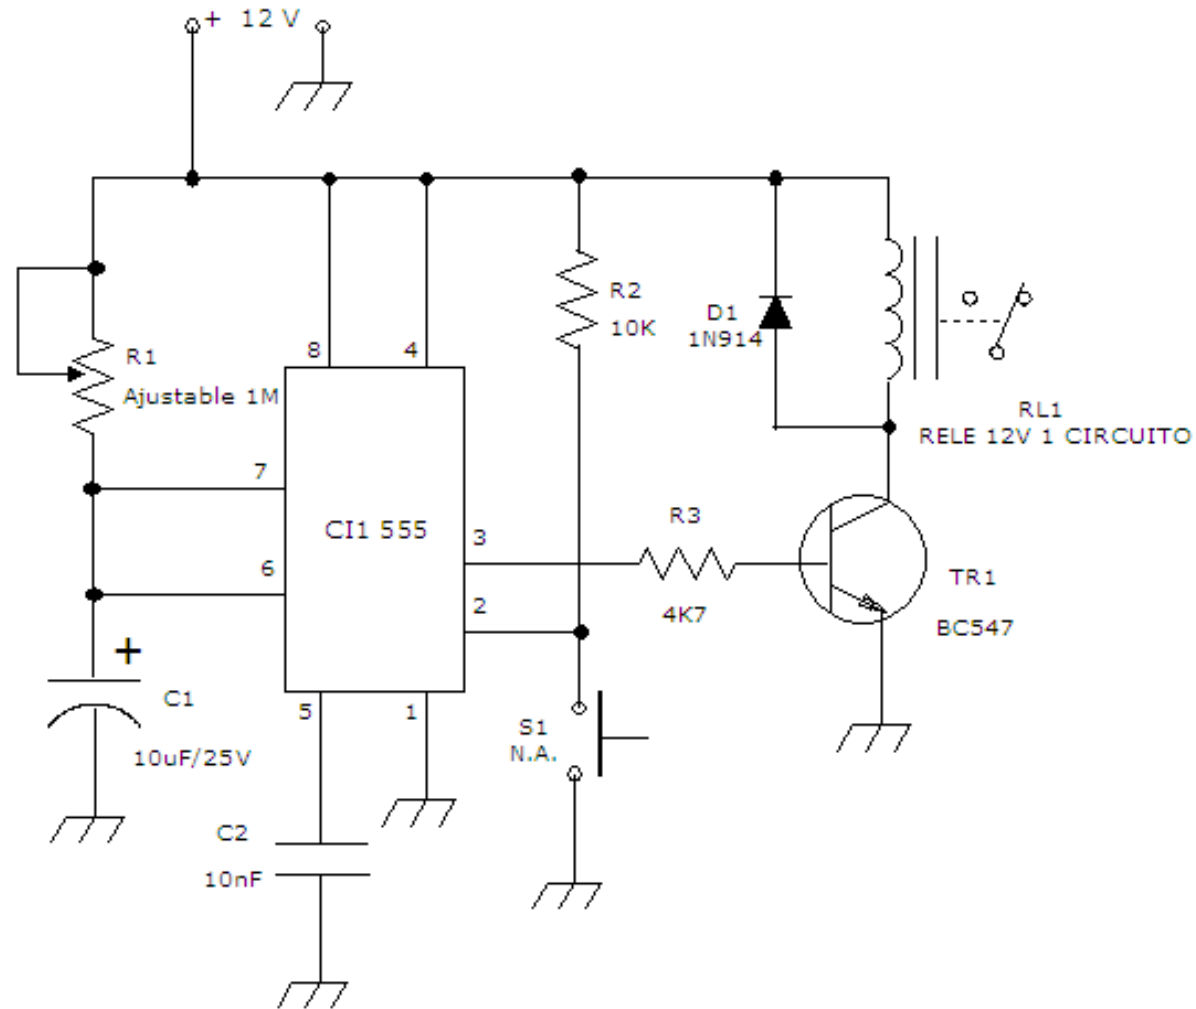 + 12 V
R1
Ajustable 1M
8
4
R2
10K
D1
1N914
RL1
RELE 12V 1 CIRCUITO
7
6
CI1 555
3
2
R3
4K7
TR1
BC547
+
C1
10uF/25V
5
1
S1
N.A.
C2
10nF